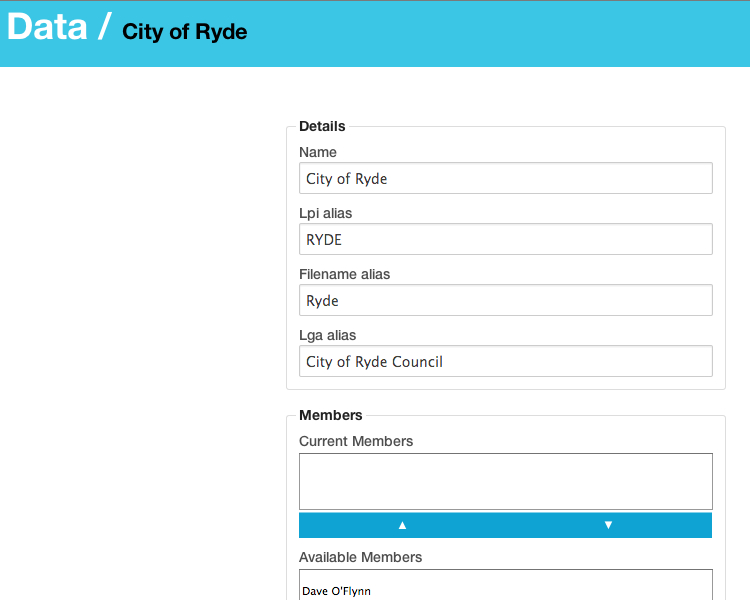 Data / City of Ryde
Details
Name
City of Ryde
Lpi alias
RYDE
Filename alias
Ryde
Lga alias
City of Ryde Council
Members
Current Members
▲ ▼
Available Members
Dave O'Flynn